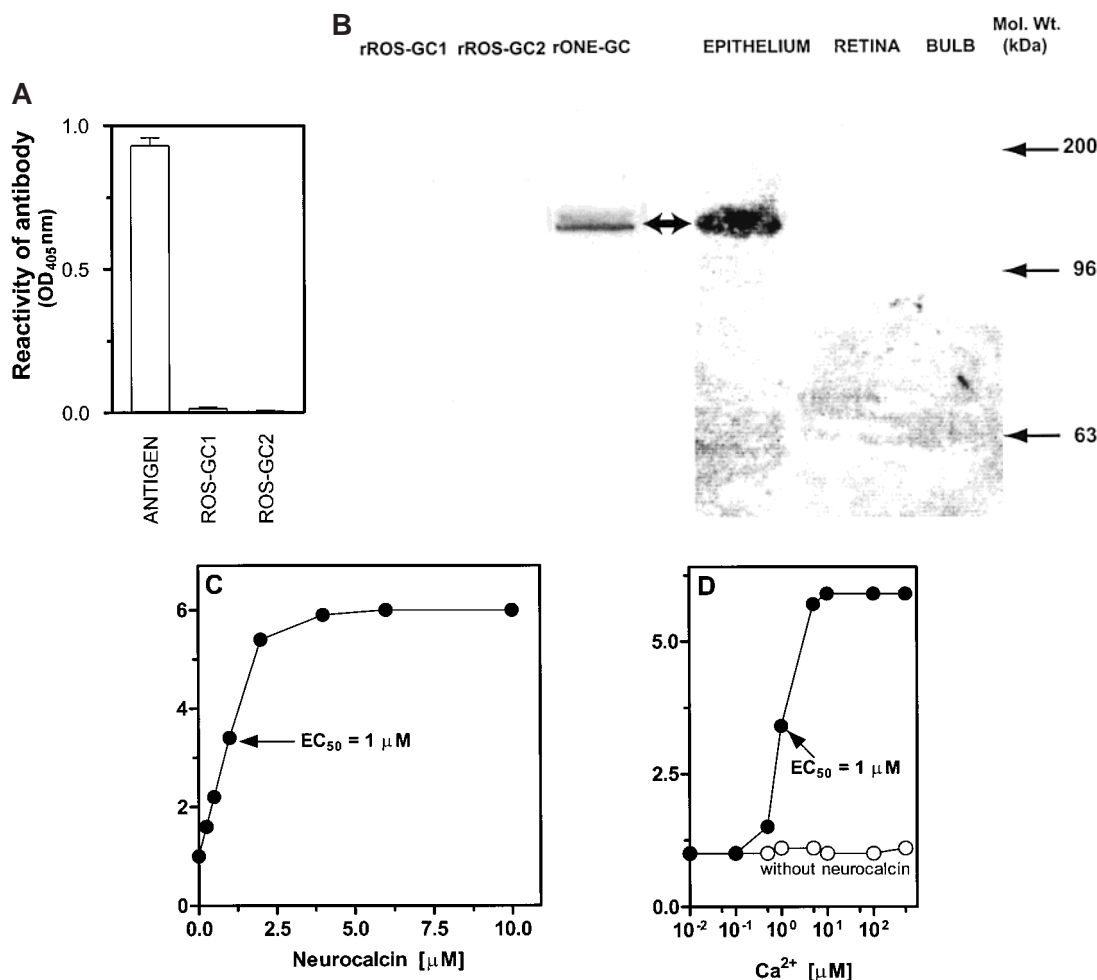 B
rROS-GC1 rROS-GC2 rONE-GC EPITHELIUM RETINA BULB Mol. Wt. (kDa)
200
96
63
A
Reactivity of antibody
(OD405 nm)
1.0
0.5
0.0
ANTIGEN
ROS-GC1
ROS-GC2
C
6
4
2
0
EC50 = 1 μM
0.0 2.5 5.0 7.5 10.0
Neurocalcin [μM]
D
5.0
2.5
0.0
EC50 = 1 μM
without neurocalcin
10-2 10-1 100 101 102
Ca2+ [μM]